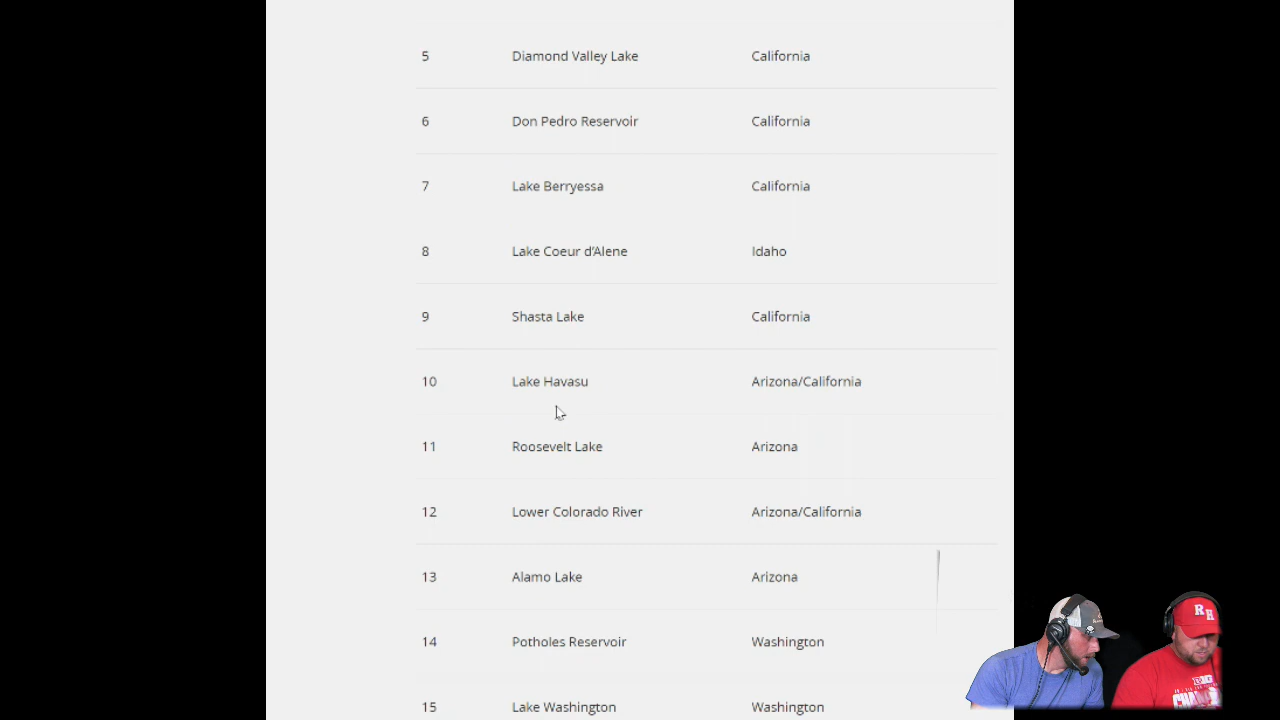 5 Diamond Valley Lake California
6 Don Pedro Reservoir California
7 Lake Berryessa California
8 Lake Coeur d'Alene Idaho
9 Shasta Lake California
10 Lake Havasu Arizona/California
11 Roosevelt Lake Arizona
12 Lower Colorado River Arizona/California
13 Alamo Lake Arizona
14 Potholes Reservoir Washington
15 Lake Washington Washington
RH